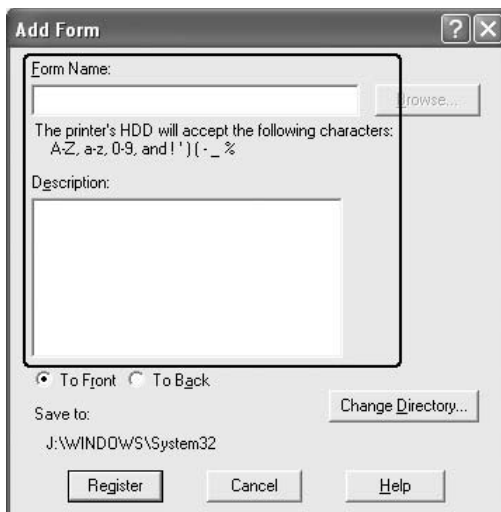 Add Form
Form Name:
Browse...
The printer's HDD will accept the following characters:
A-Z, a-z, 0-9, and ! ' ) ( - _ %
Description:
To Front To Back
Change Directory...
Save to:
J:\WINDOWS\System32
Register Cancel Help